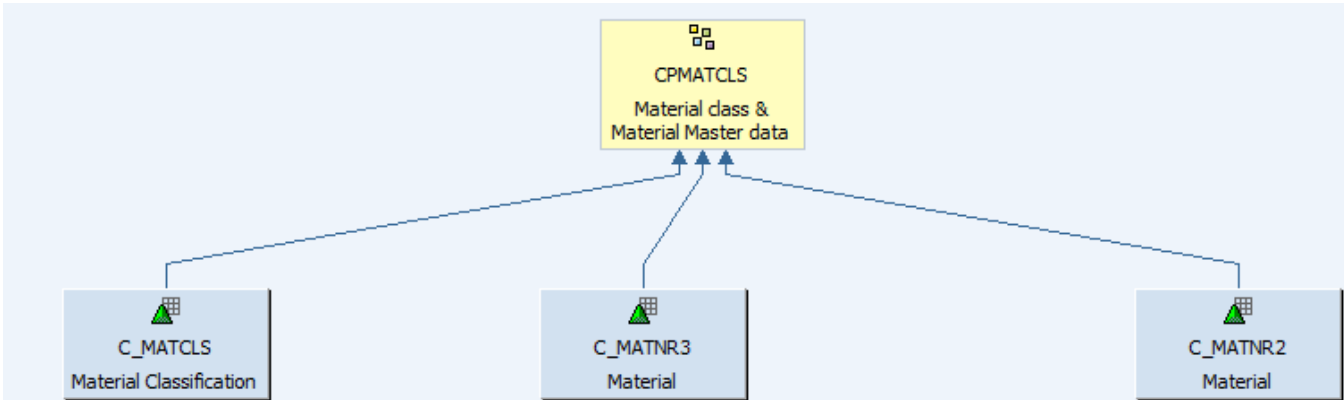 CPMATCLS
Material class &
Material Master data
C_MATCLS
Material Classification
C_MATNR3
Material
C_MATNR2
Material